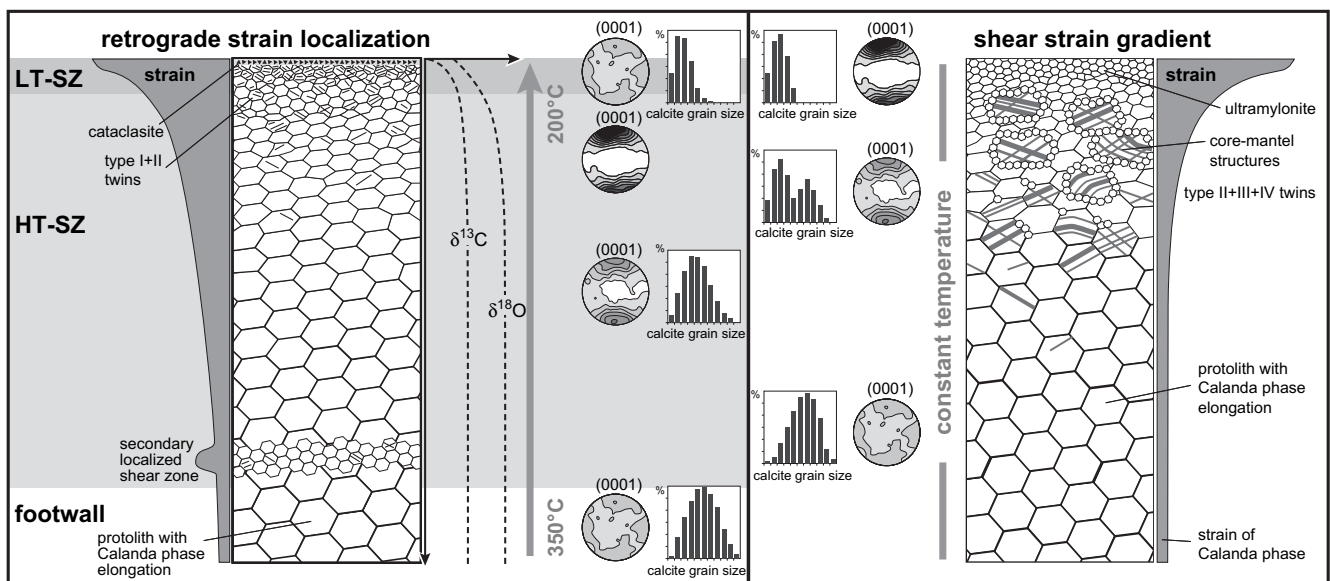 retrograde strain localization
LT-SZ
strain
cataclasite
type I+II
twins
HT-SZ
secondary
localized
shear zone
footwall
protolith with
Calanda phase
elongation
δ13C
δ18O
200°C
350°C
(0001)
%
calcite grain size
(0001)
(0001)
%
calcite grain size
(0001)
%
calcite grain size
shear strain gradient
%
calcite grain size
(0001)
%
calcite grain size
(0001)
%
calcite grain size
(0001)
constant temperature
strain
ultramylonite
core-mantel
structures
type II+III+IV twins
protolith with
Calanda phase
elongation
strain of
Calanda phase